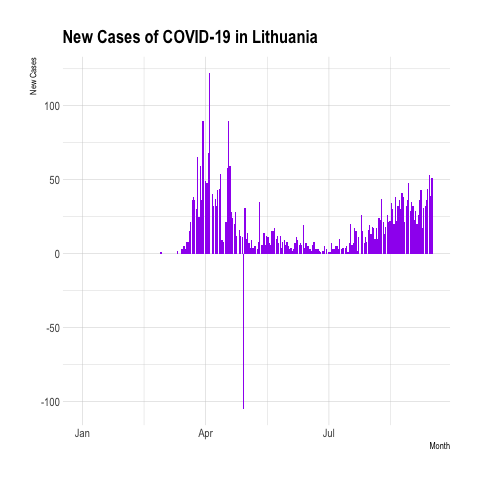 New Cases of COVID-19 in Lithuania
New Cases
100
50
0
-50
-100
Jan Apr Jul
Month